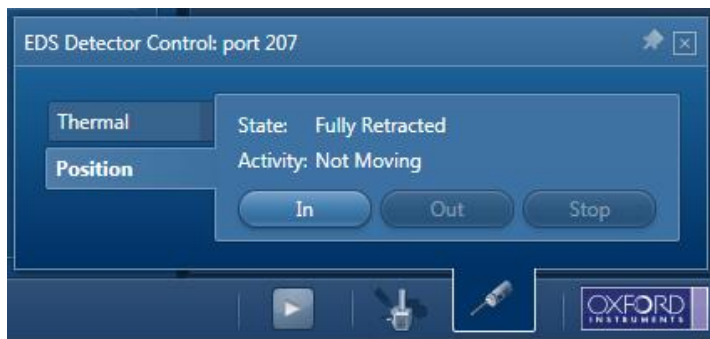 EDS Detector Control: port 207
Thermal
Position
State: Fully Retracted
Activity: Not Moving
In Out Stop
OXFORD
INSTRUMENTS